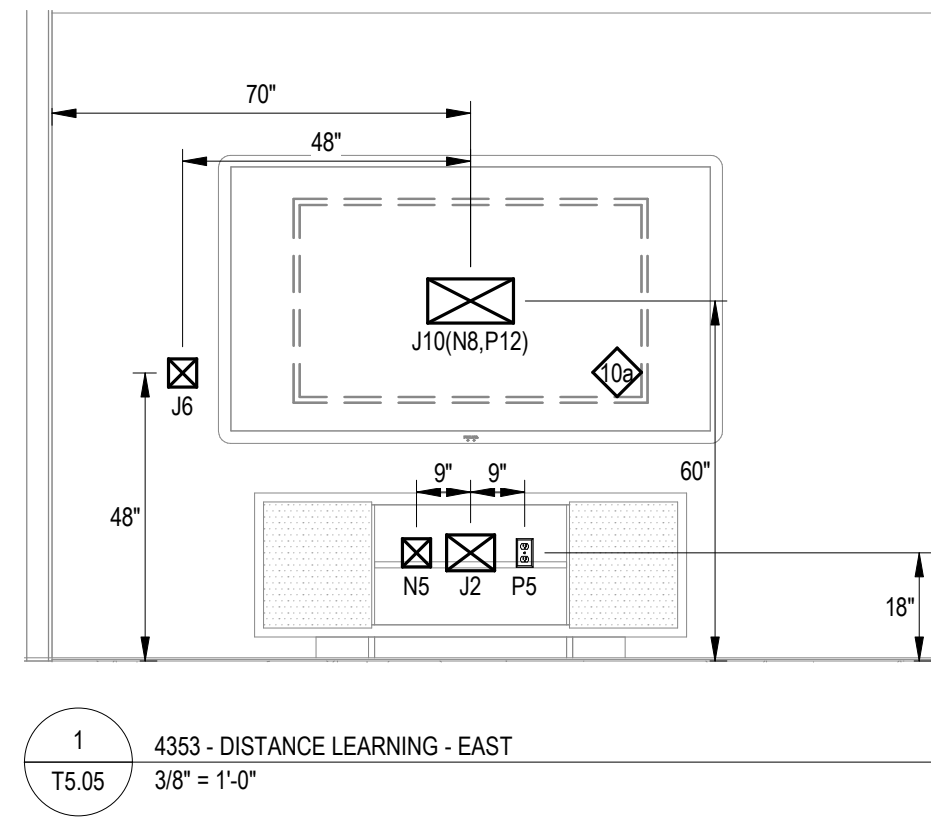 70"
48"
J10(N8,P12)
10a
J6
60"
9" 9"
48"
N5 J2 P5
18"
1
T5.05
4353 - DISTANCE LEARNING - EAST
3/8" = 1'-0"